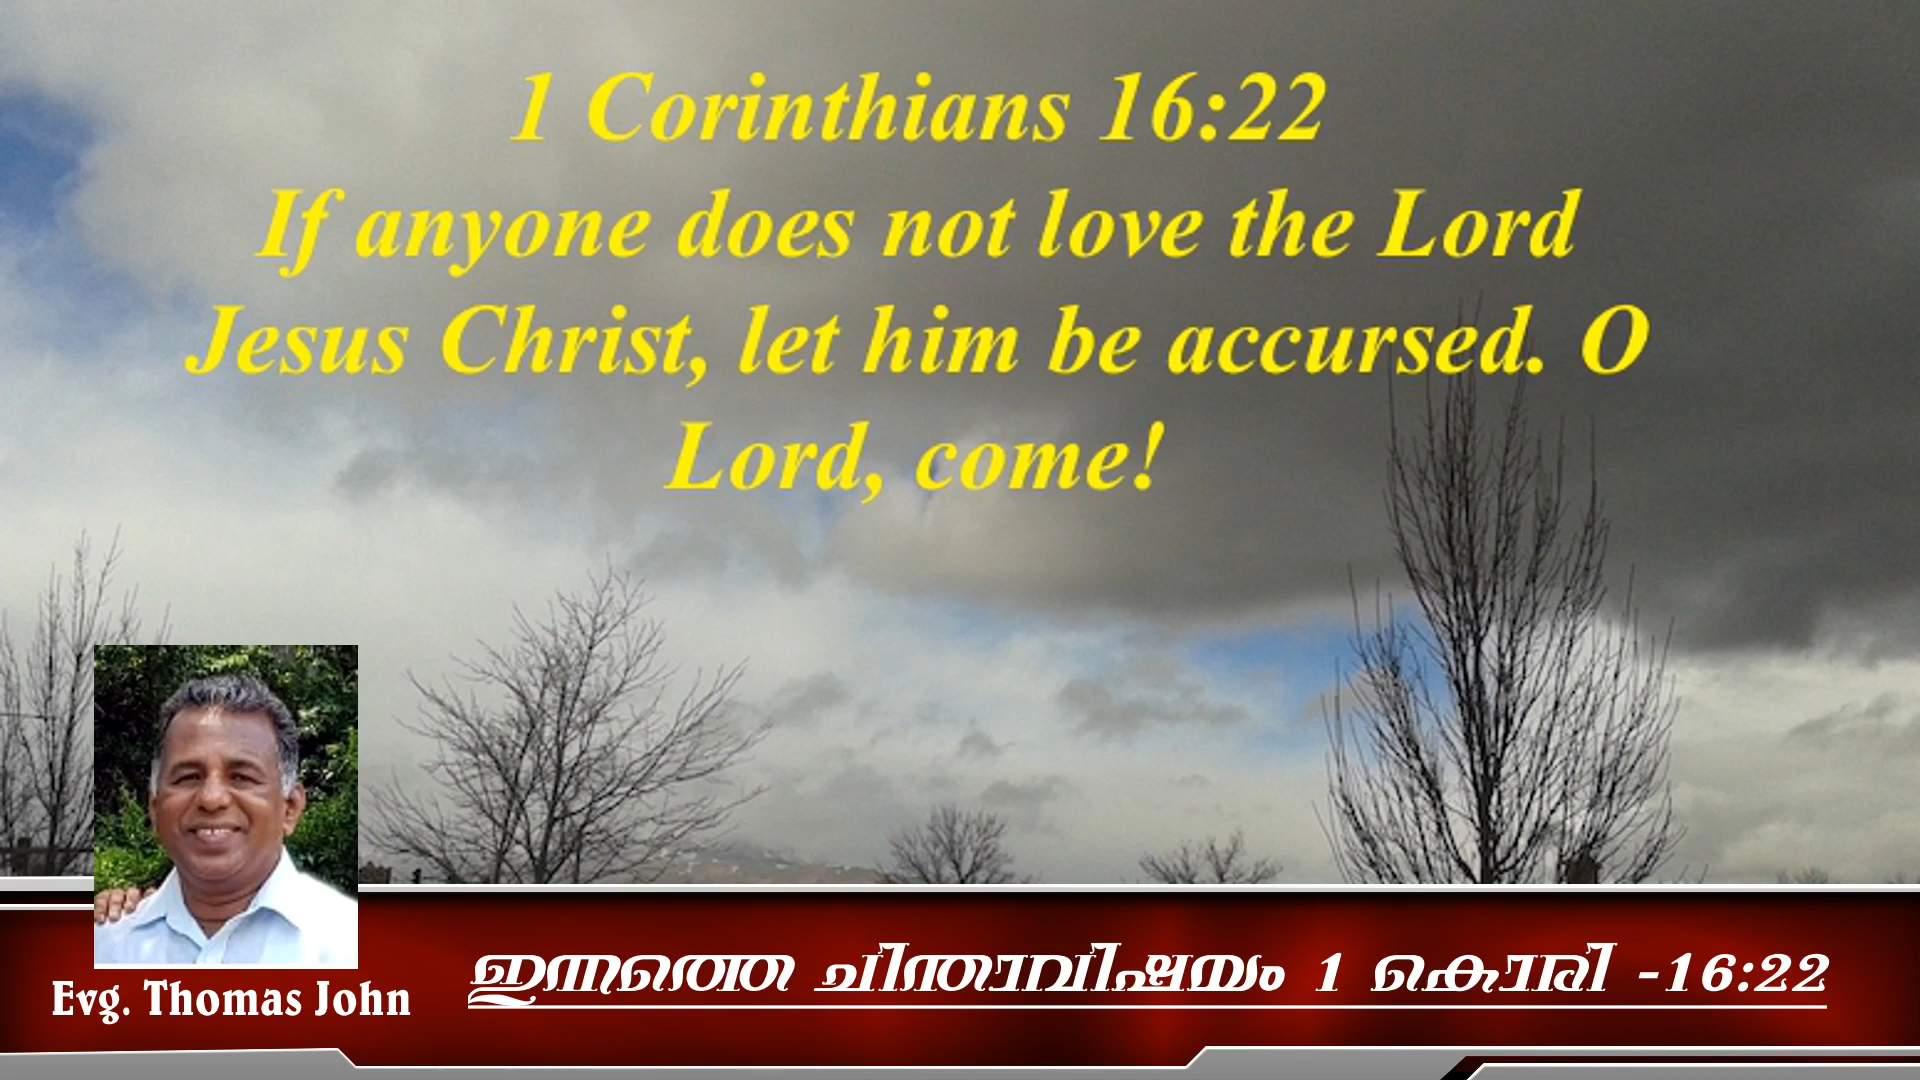 1 Corinthians 16:22
If anyone does not love the Lord
Jesus Christ, let him be accursed. O
Lord, come!
Evg. Thomas John
ഇന്നത്തെ ചിന്താവിഷയം 1 കൊരി -16:22